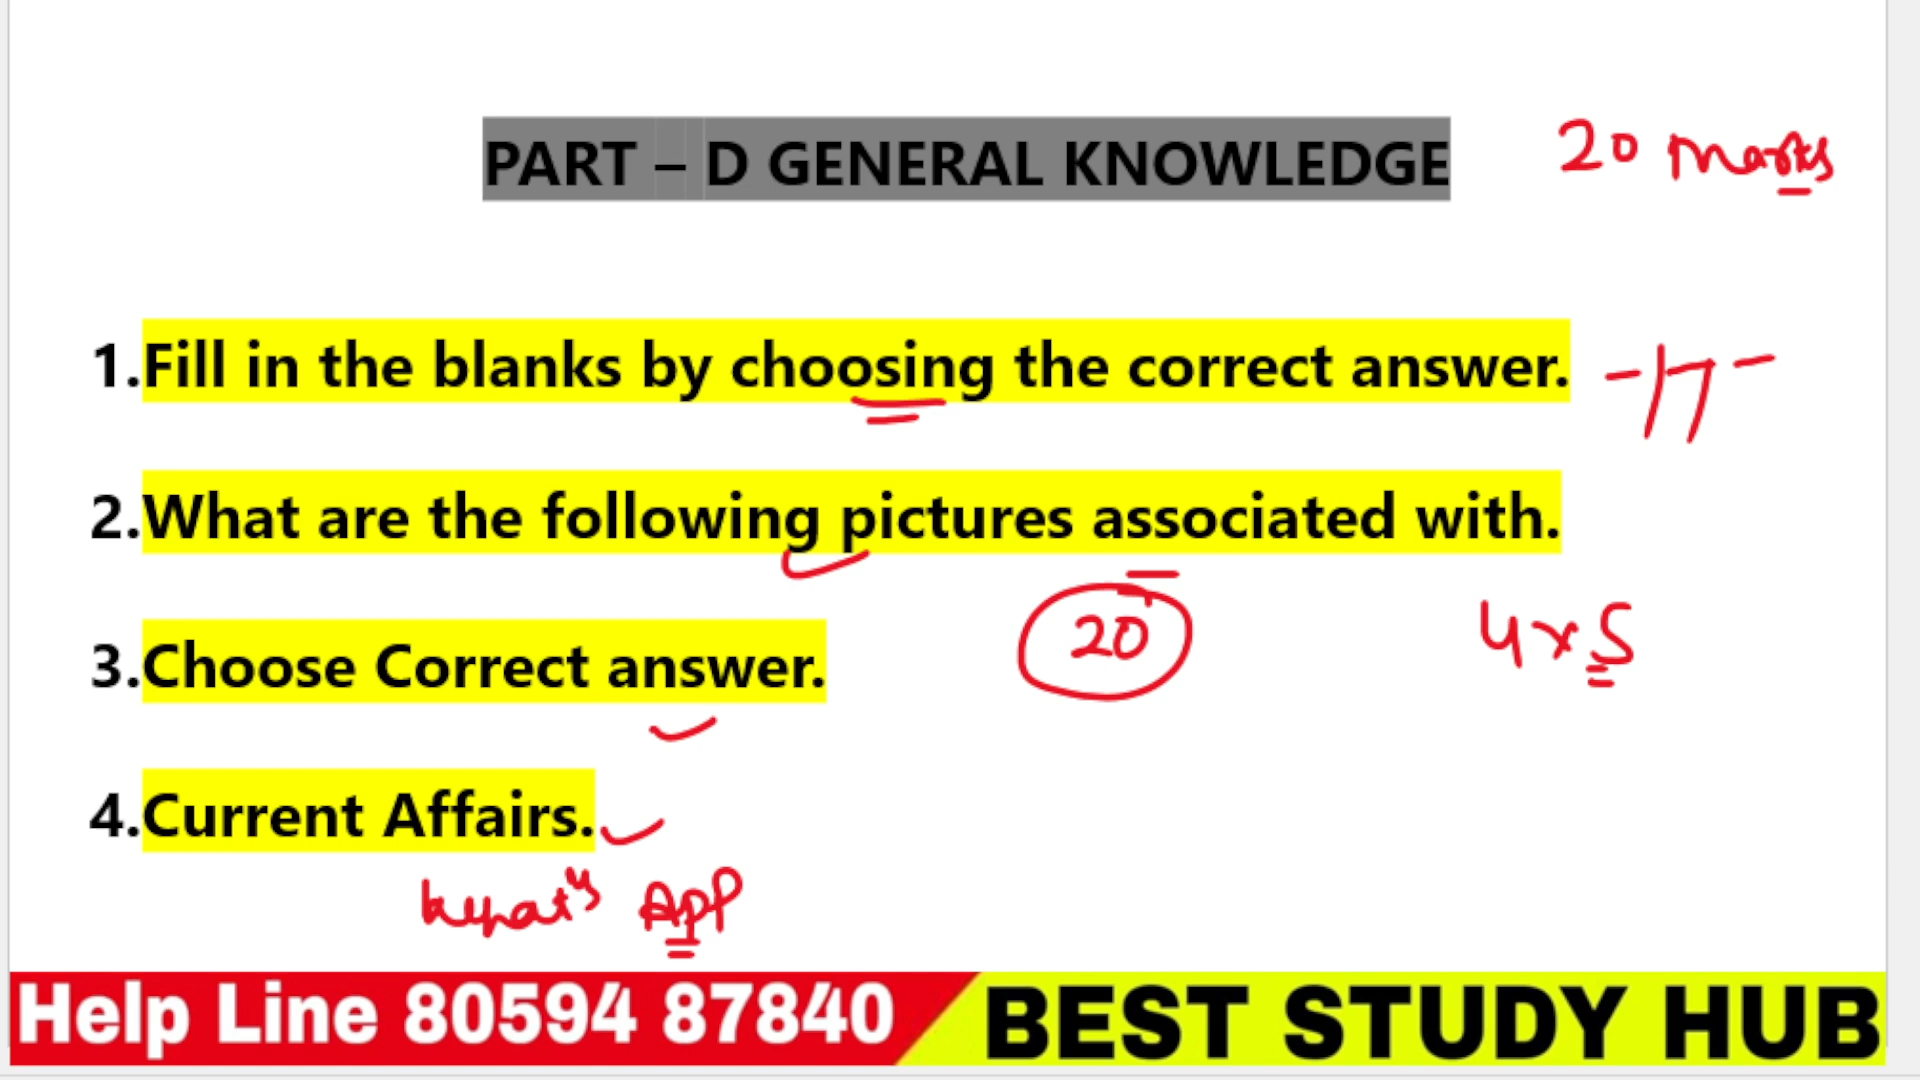 PART – D GENERAL KNOWLEDGE 20 Marks
1.Fill in the blanks by choosing the correct answer.
2.What are the following pictures associated with.
20 4x5
3.Choose Correct answer.
4.Current Affairs.
What's App
Help Line 80594 87840 BEST STUDY HUB